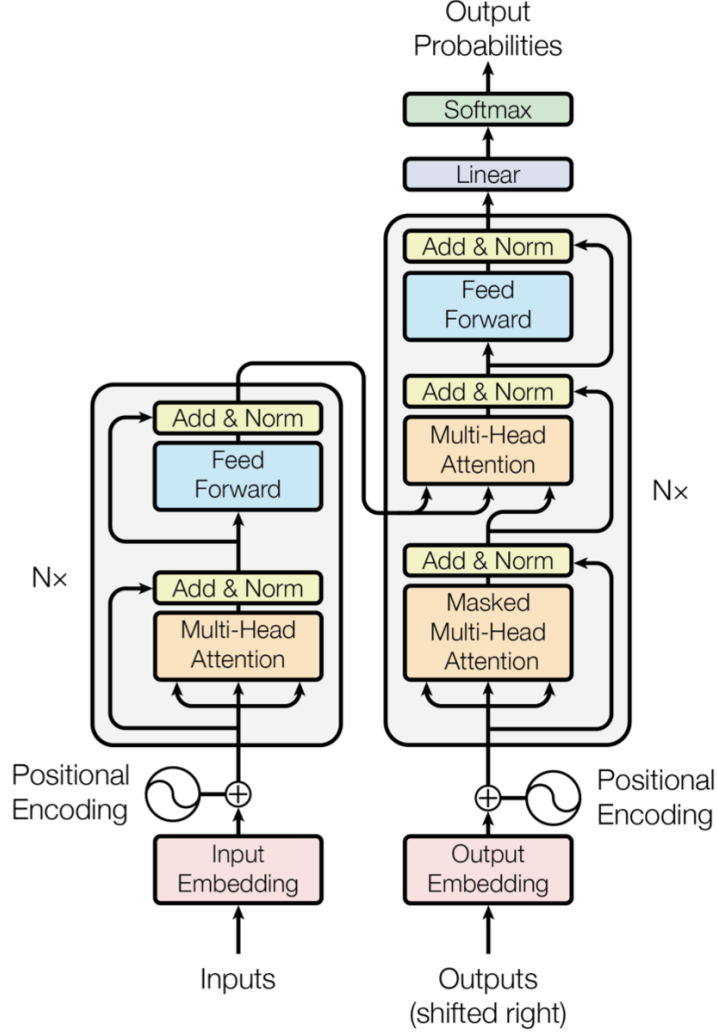 Output
Probabilities
Softmax
Linear
Add & Norm
Feed
Forward
Add & Norm
Multi-Head
Attention
Add & Norm
Masked
Multi-Head
Attention
Nx
Positional
Encoding
Output
Embedding
Outputs
(shifted right)
Add & Norm
Feed
Forward
Add & Norm
Multi-Head
Attention
Nx
Positional
Encoding
Input
Embedding
Inputs